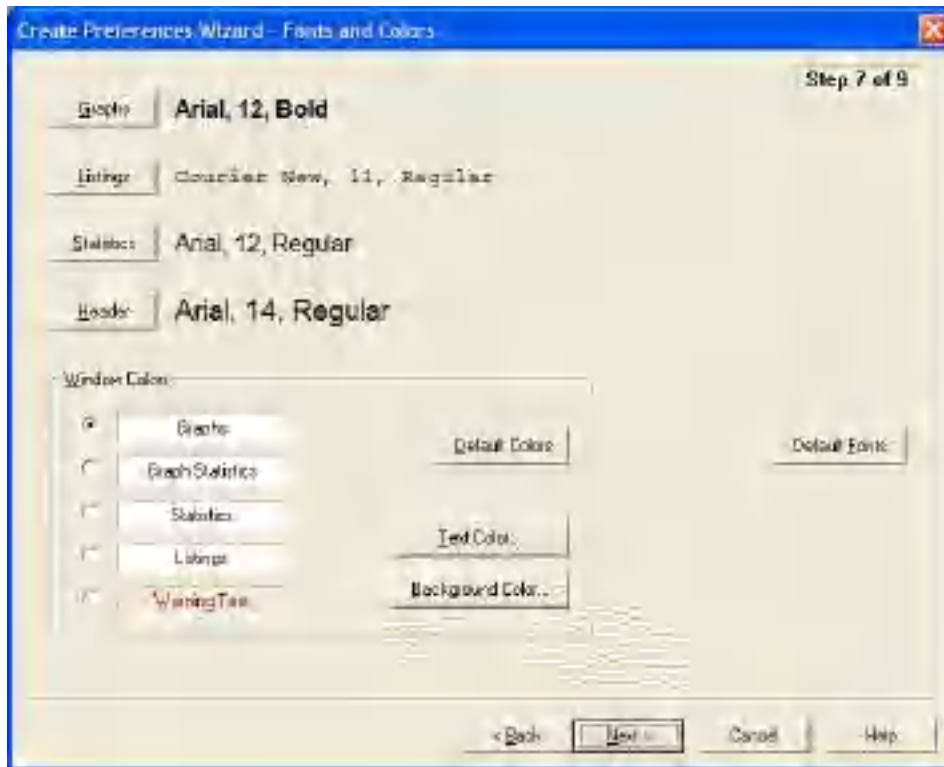 Create Preferences Wizard - Fonts and Colors
Step 7 of 9
Graphs Arial, 12, Bold
Listings Courier New, 11, Regular
Statistics Arial, 12, Regular
Header Arial, 14, Regular
Window Colors
Graphs
Graph Statistics
Statistics
Listings
Warning Text
Default Colors
Text Color...
Background Color...
Default Fonts
< Back Next > Cancel Help